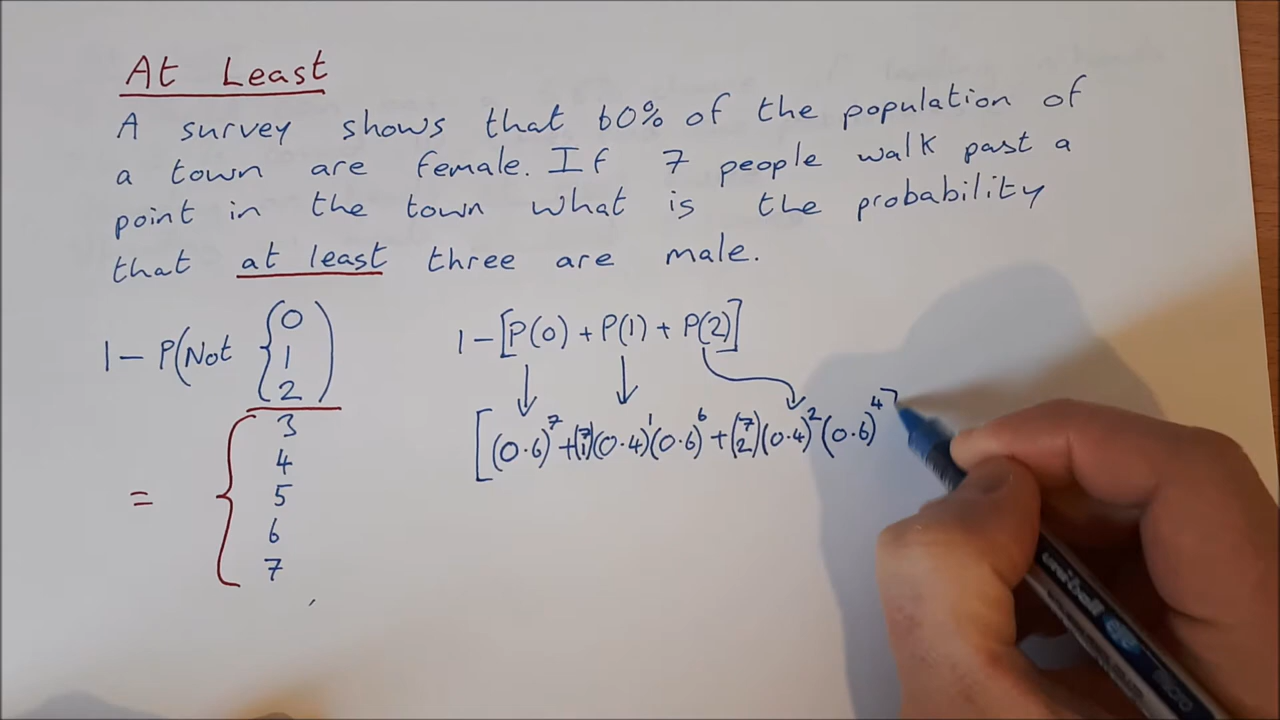 At Least
A survey shows that 60% of the population of
a town are female. If 7 people walk past a
point in the town what is the probability
that at least three are male.
1 - P(Not {0 1 2)
= {3 4 5 6 7
1 - [P(0) + P(1) + P(2)]
[(0.6)^7 + (7 1)(0.4)^1(0.6)^6 + (7 2)(0.4)^2(0.6)^4]
uni-ball eye